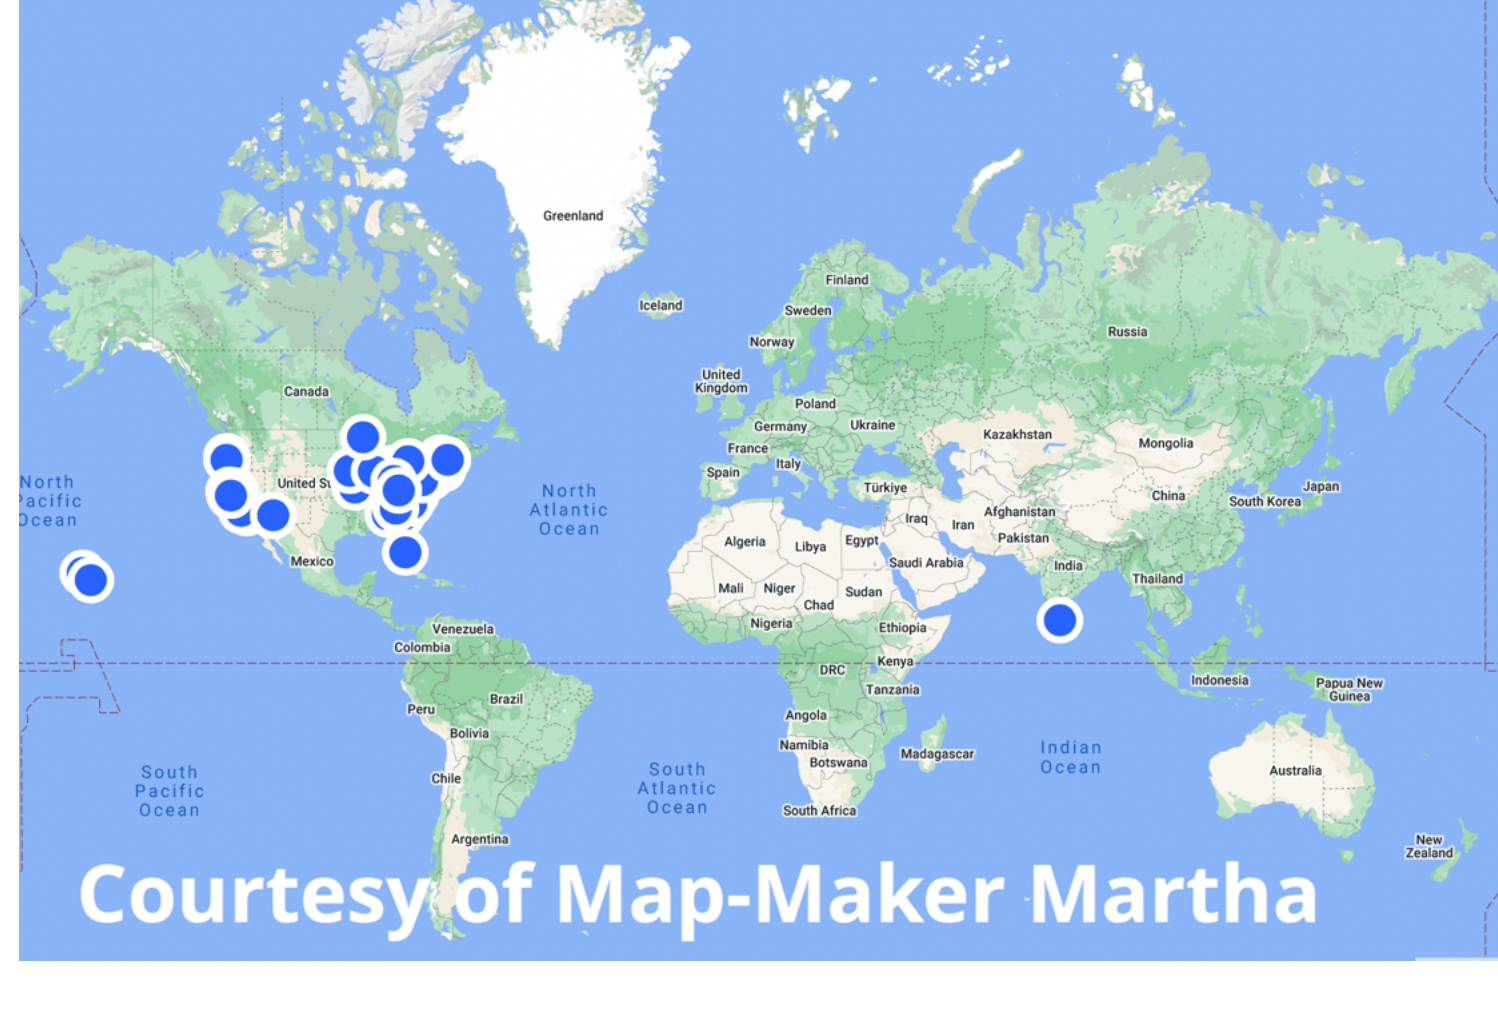 Greenland
Iceland
Finland
Sweden
Norway
Russia
United
Kingdom
Canada
Poland
Germany
Ukraine
France
Kazakhstan
Mongolia
Italy
Spain
North
Pacific
Ocean
United S
North
Atlantic
Ocean
Türkiye
China
Japan
South Korea
Iraq
Iran
Afghanistan
Pakistan
Algeria
Libya
Egypt
Saudi Arabia
India
Thailand
Mexico
Mali
Niger
Chad
Sudan
Nigeria
Ethiopia
Venezuela
Colombia
DRC
Kenya
Tanzania
Indonesia
Papua New
Guinea
Brazil
Peru
Bolivia
Angola
Namibia
Botswana
Madagascar
Indian
Ocean
Australia
South
Pacific
Ocean
Chile
South
Atlantic
Ocean
South Africa
Argentina
New
Zealand
Courtesy of Map-Maker Martha